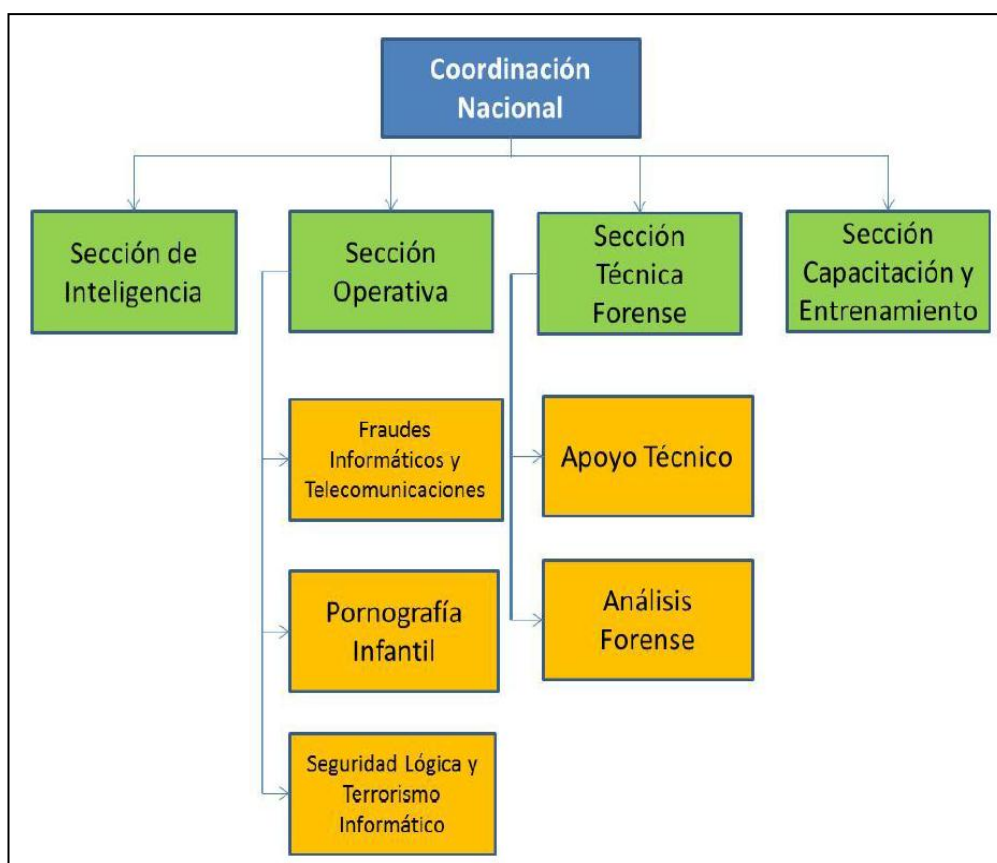 Coordinación
Nacional
Sección de
Inteligencia
Sección
Operativa
Sección
Técnica
Forense
Sección
Capacitación y
Entrenamiento
Fraudes
Informáticos y
Telecomunicaciones
Apoyo Técnico
Pornografía
Infantil
Análisis
Forense
Seguridad Lógica y
Terrorismo
Informático